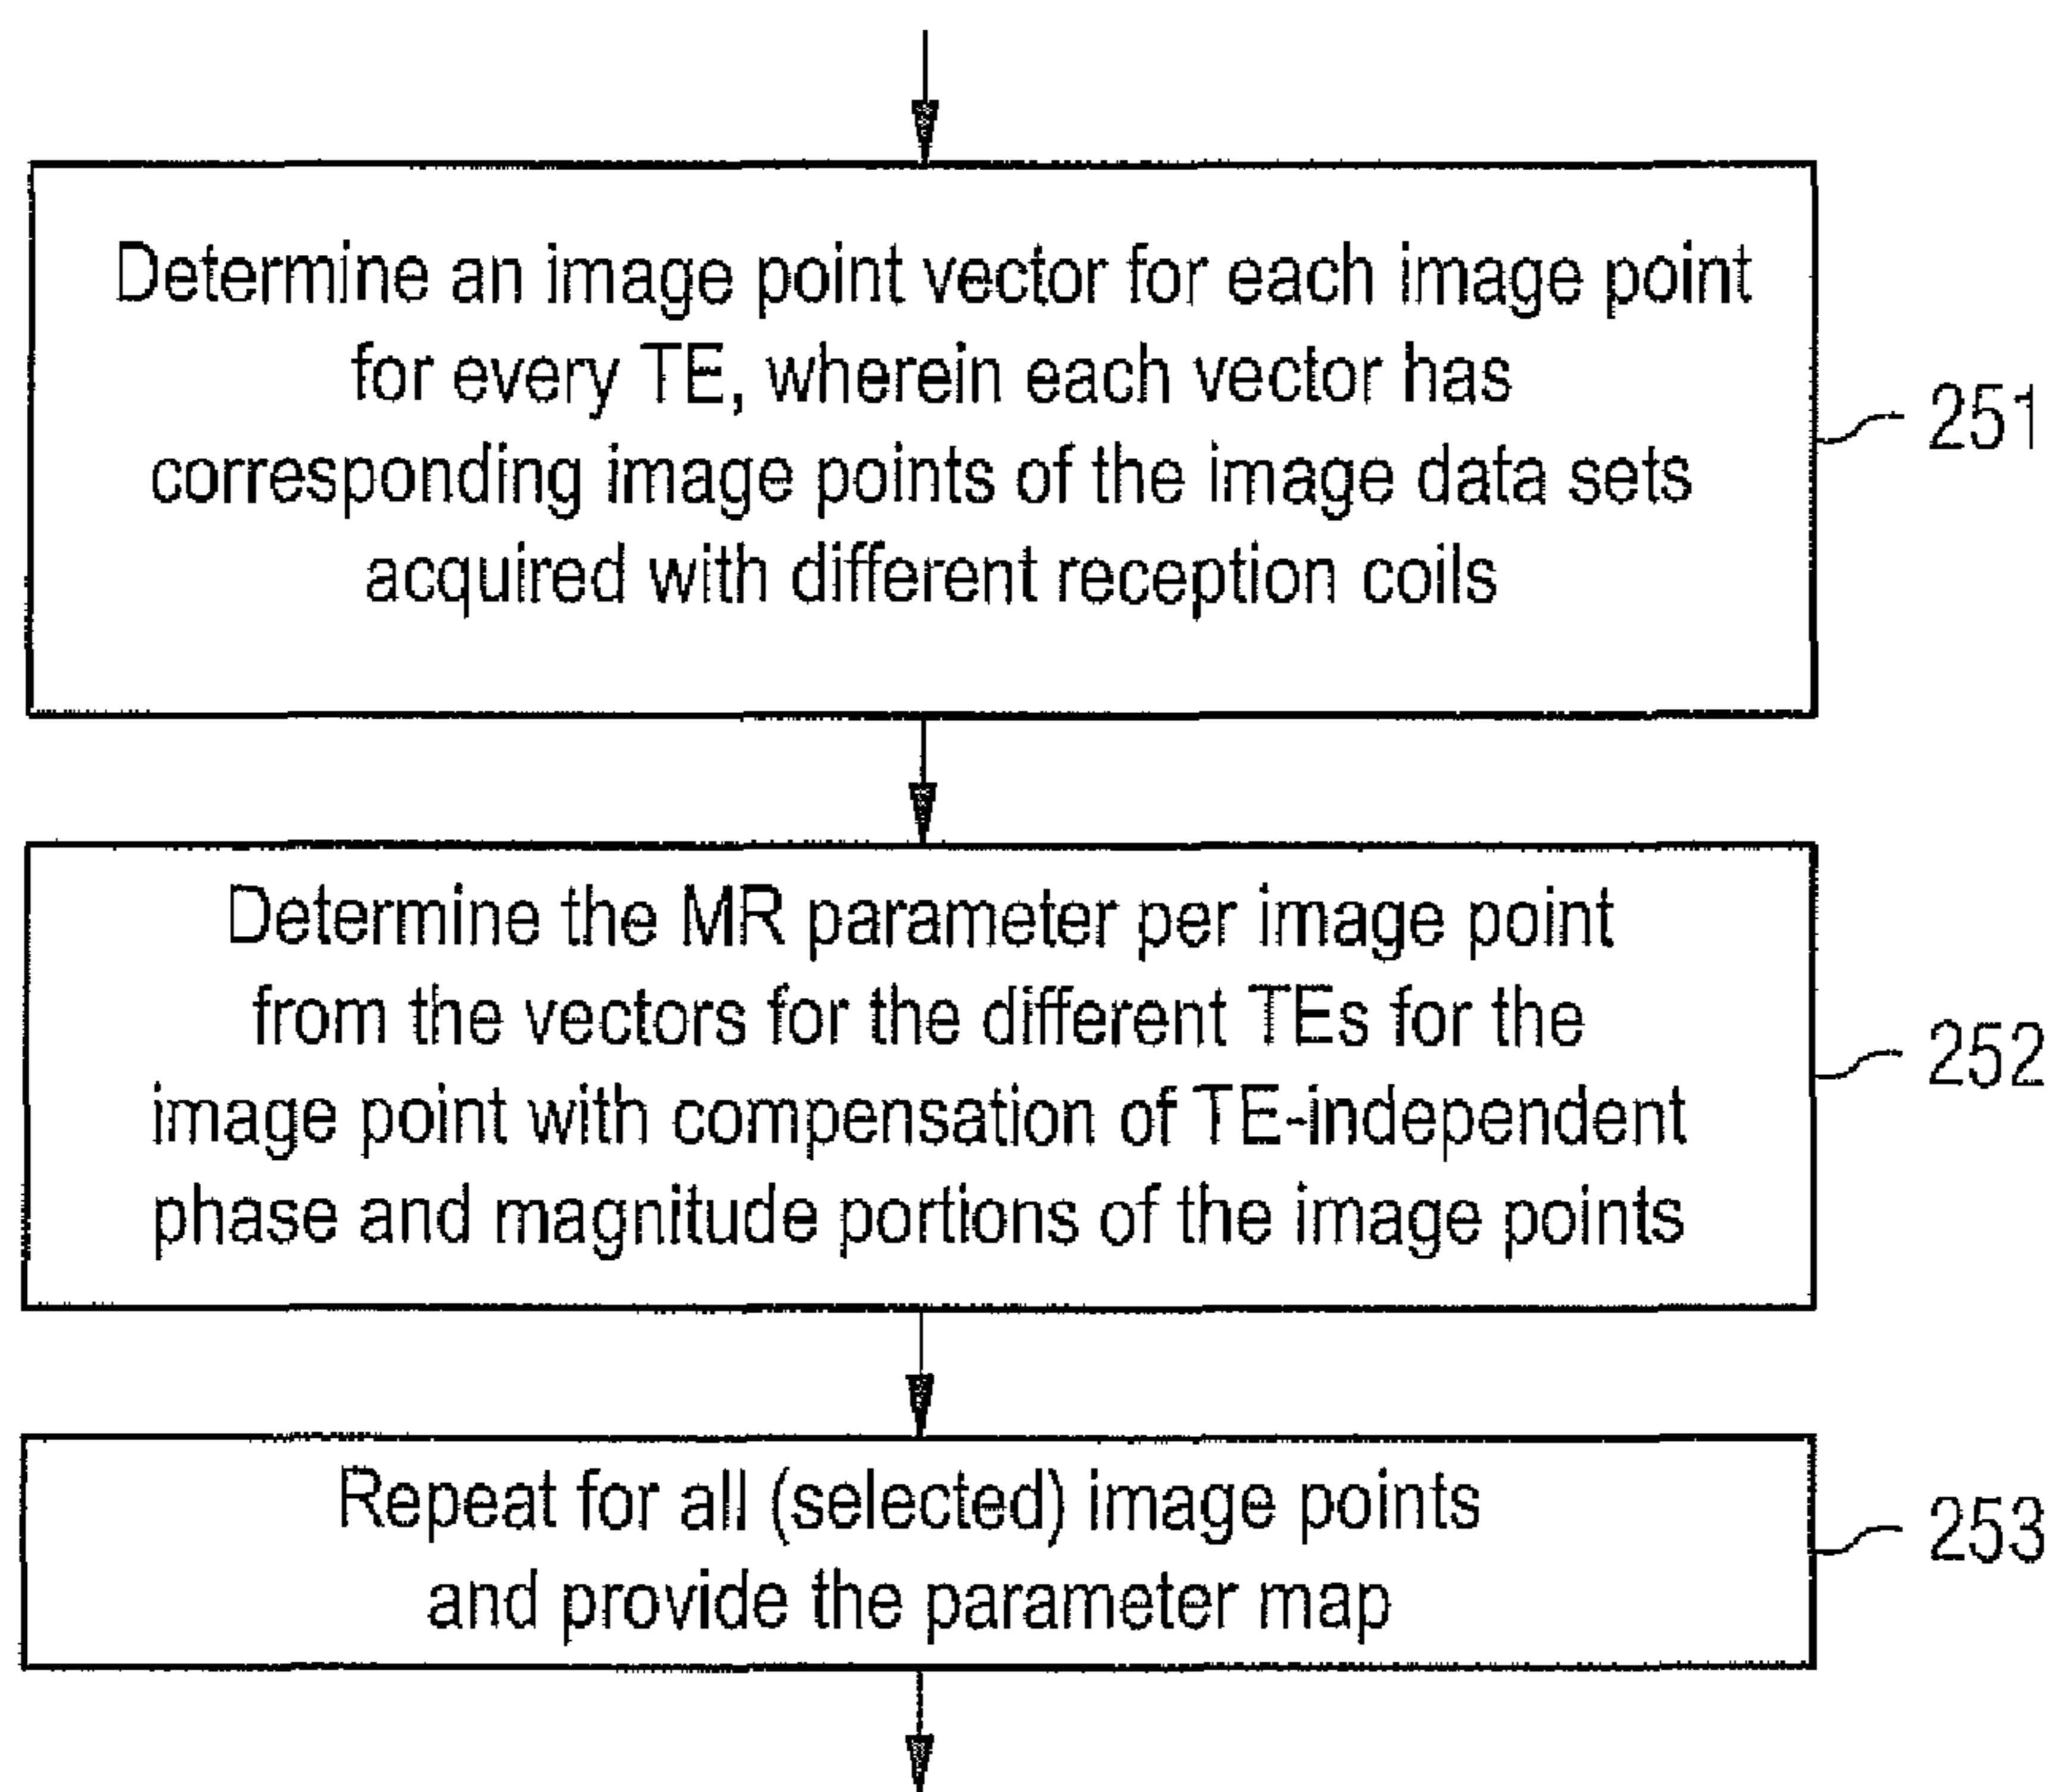 Determine an image point vector for each image point
for every TE, wherein each vector has
corresponding image points of the image data sets
acquired with different reception coils
251
Determine the MR parameter per image point
from the vectors for the different TEs for the
image point with compensation of TE-independent
phase and magnitude portions of the image points
252
Repeat for all (selected) image points
and provide the parameter map
253